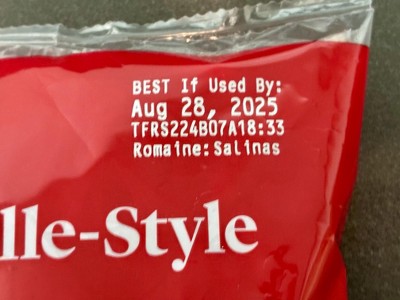 BEST If Used By:
Aug 28, 2025
TFRS224B07A18:33
Romaine:Salinas
lle-Style